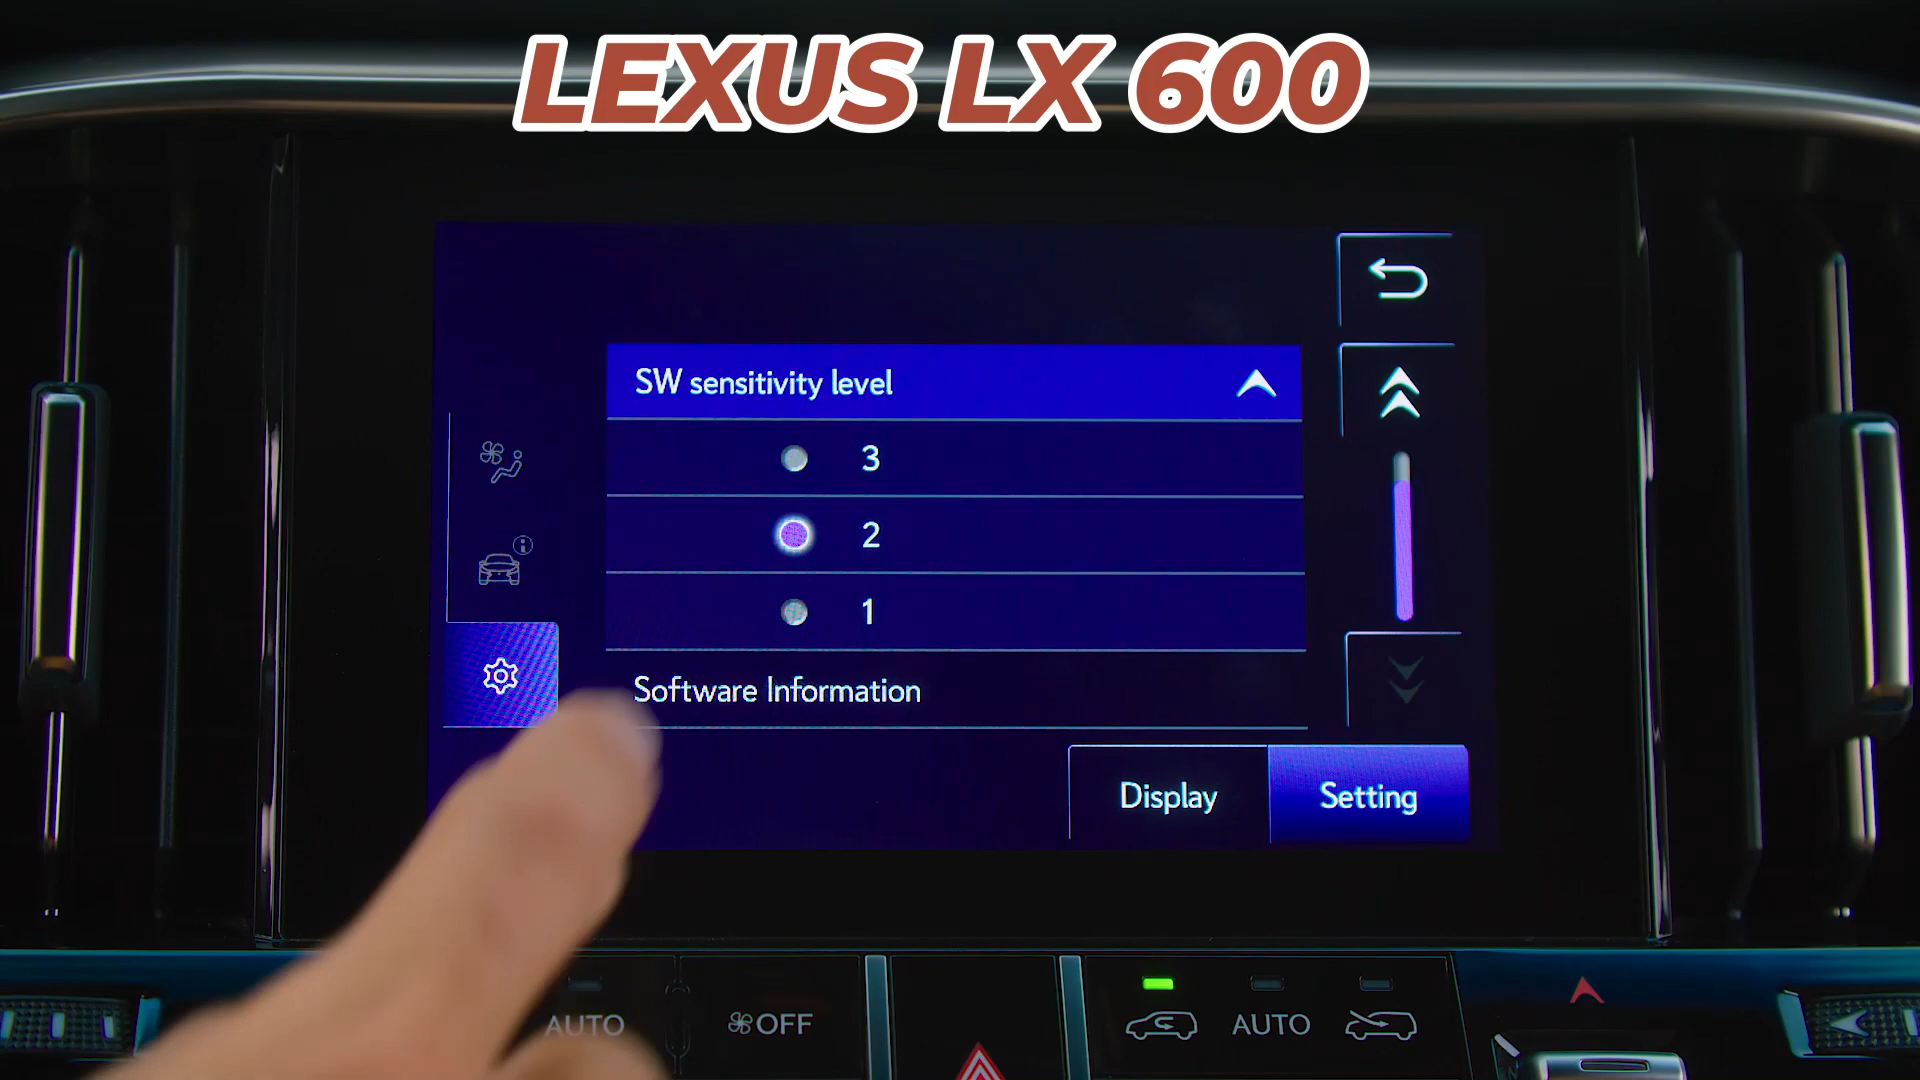 LEXUS LX 600
SW sensitivity level
3
2
1
Software Information
Display
Setting
AUTO
OFF
AUTO